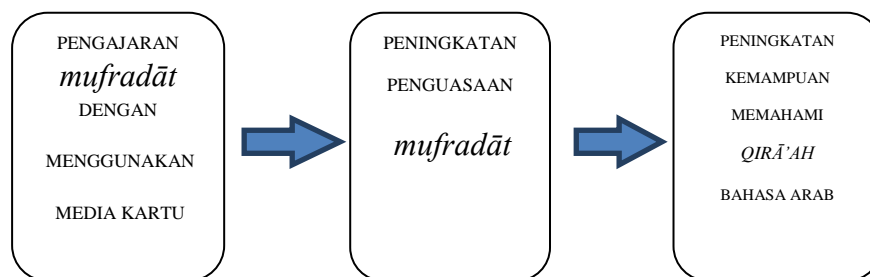 PENGAJARAN
mufradāt
DENGAN
MENGGUNAKAN
MEDIA KARTU
PENINGKATAN
PENGUASAAN
mufradāt
PENINGKATAN
KEMAMPUAN
MEMAHAMI
QIRĀ’AH
BAHASA ARAB